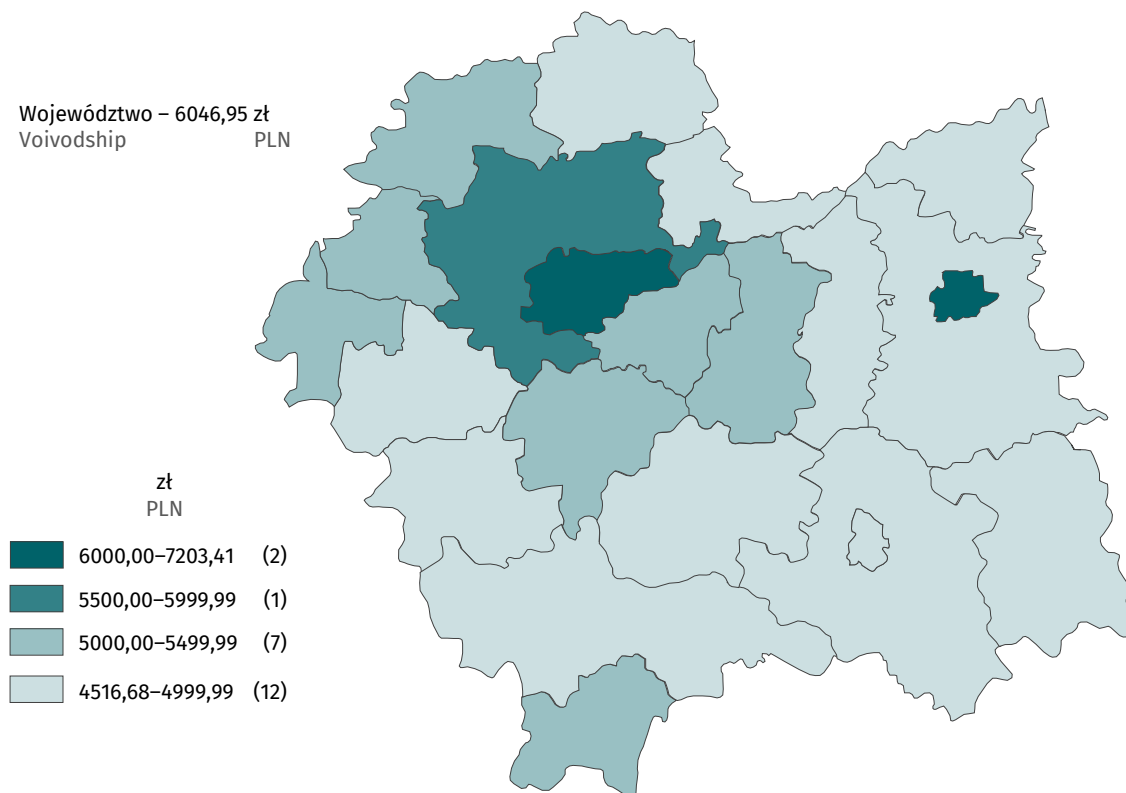 Województwo – 6046,95 zł
Voivodship PLN
zł
PLN
6000,00–7203,41 (2)
5500,00–5999,99 (1)
5000,00–5499,99 (7)
4516,68–4999,99 (12)